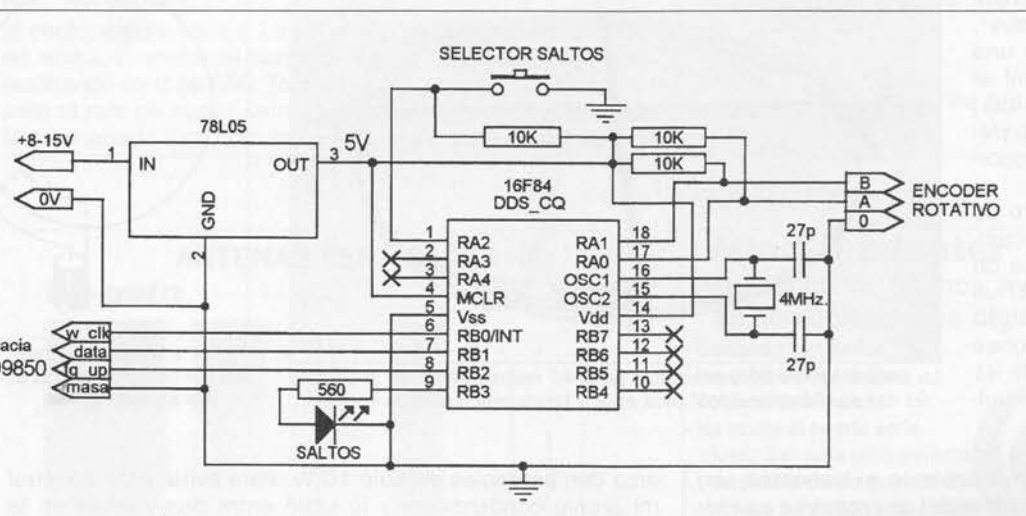 SELECTOR SALTOS
78L05
+8-15V
1
IN
OUT
3
5V
0V
GND
2
10K
10K
10K
16F84
DDS_CQ
1
2
3
4
5
6
7
8
9
RA2
RA3
RA4
MCLR
Vss
RB0/INT
RB1
RB2
RB3
RA1
RA0
OSC1
OSC2
Vdd
RB7
RB6
RB5
RB4
18
17
16
15
14
13
12
11
10
B
A
0
ENCODER
ROTATIVO
27p
4MHz.
27p
acia
9850
w clk
data
masa
560
SALTOS